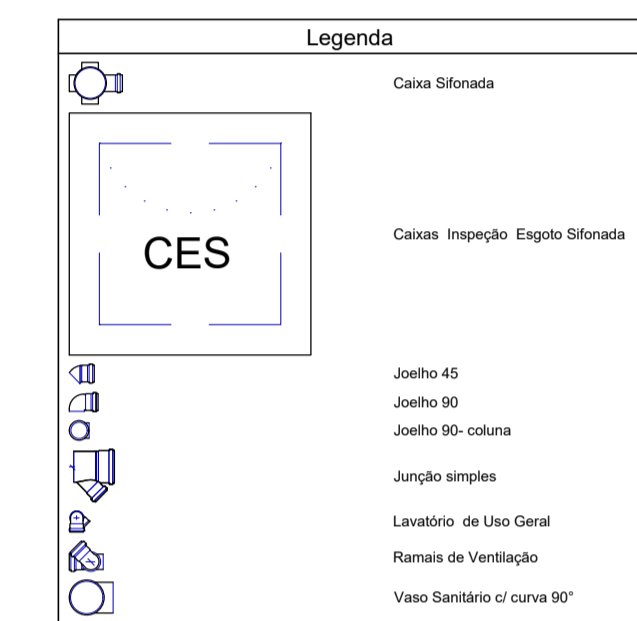 Legenda
Caixa Sifonada
CES
Caixas Inspeção Esgoto Sifonada
Joelho 45
Joelho 90
Joelho 90- coluna
Junção simples
Lavatório de Uso Geral
Ramais de Ventilação
Vaso Sanitário c/ curva 90°